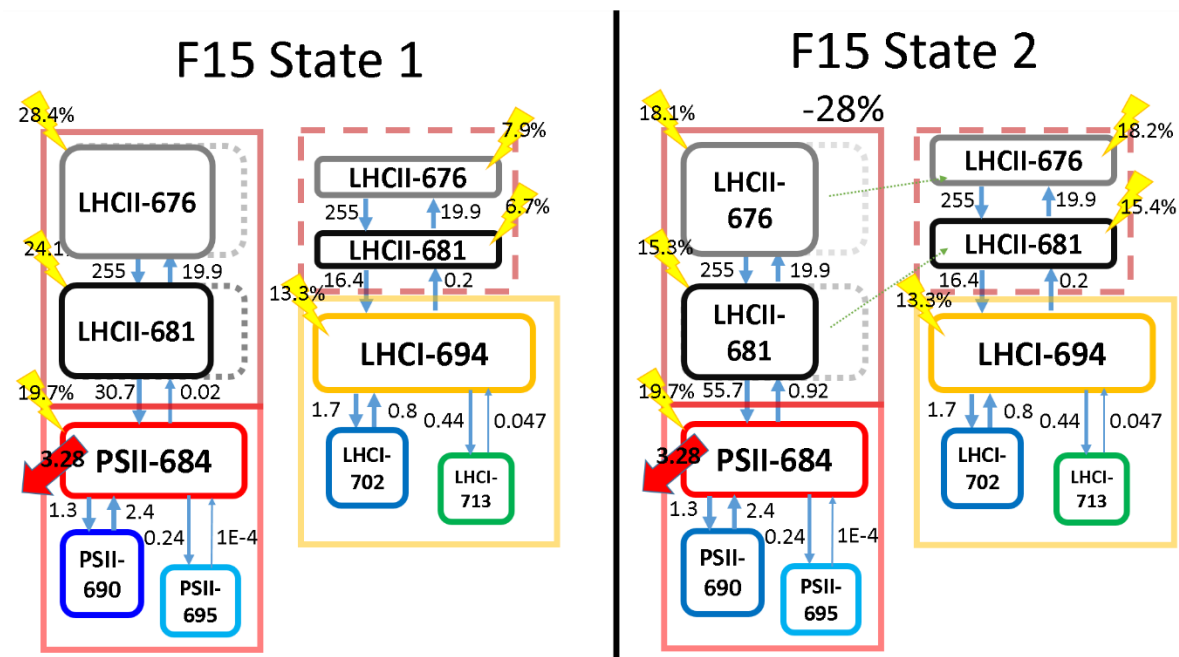 F15 State 1
28.4%
LHCII-676
255
19.9
24.1
LHCII-681
30.7
0.02
19.7%
3.28
PSII-684
1.3
2.4
0.24
1E-4
PSII-
690
PSII-
695
7.9%
LHCII-676
255
19.9
6.7%
LHCII-681
16.4
0.2
13.3%
LHCI-694
1.7
0.8
0.44
0.047
LHCI-
702
LHCI-
713
F15 State 2
-28%
18.1%
LHCII-
676
255
19.9
15.3%
LHCII-
681
55.7
0.92
19.7%
3.28
PSII-684
1.3
2.4
0.24
1E-4
PSII-
690
PSII-
695
18.2%
LHCII-676
255
19.9
15.4%
LHCII-681
16.4
0.2
13.3%
LHCI-694
1.7
0.8
0.44
0.047
LHCI-
702
LHCI-
713